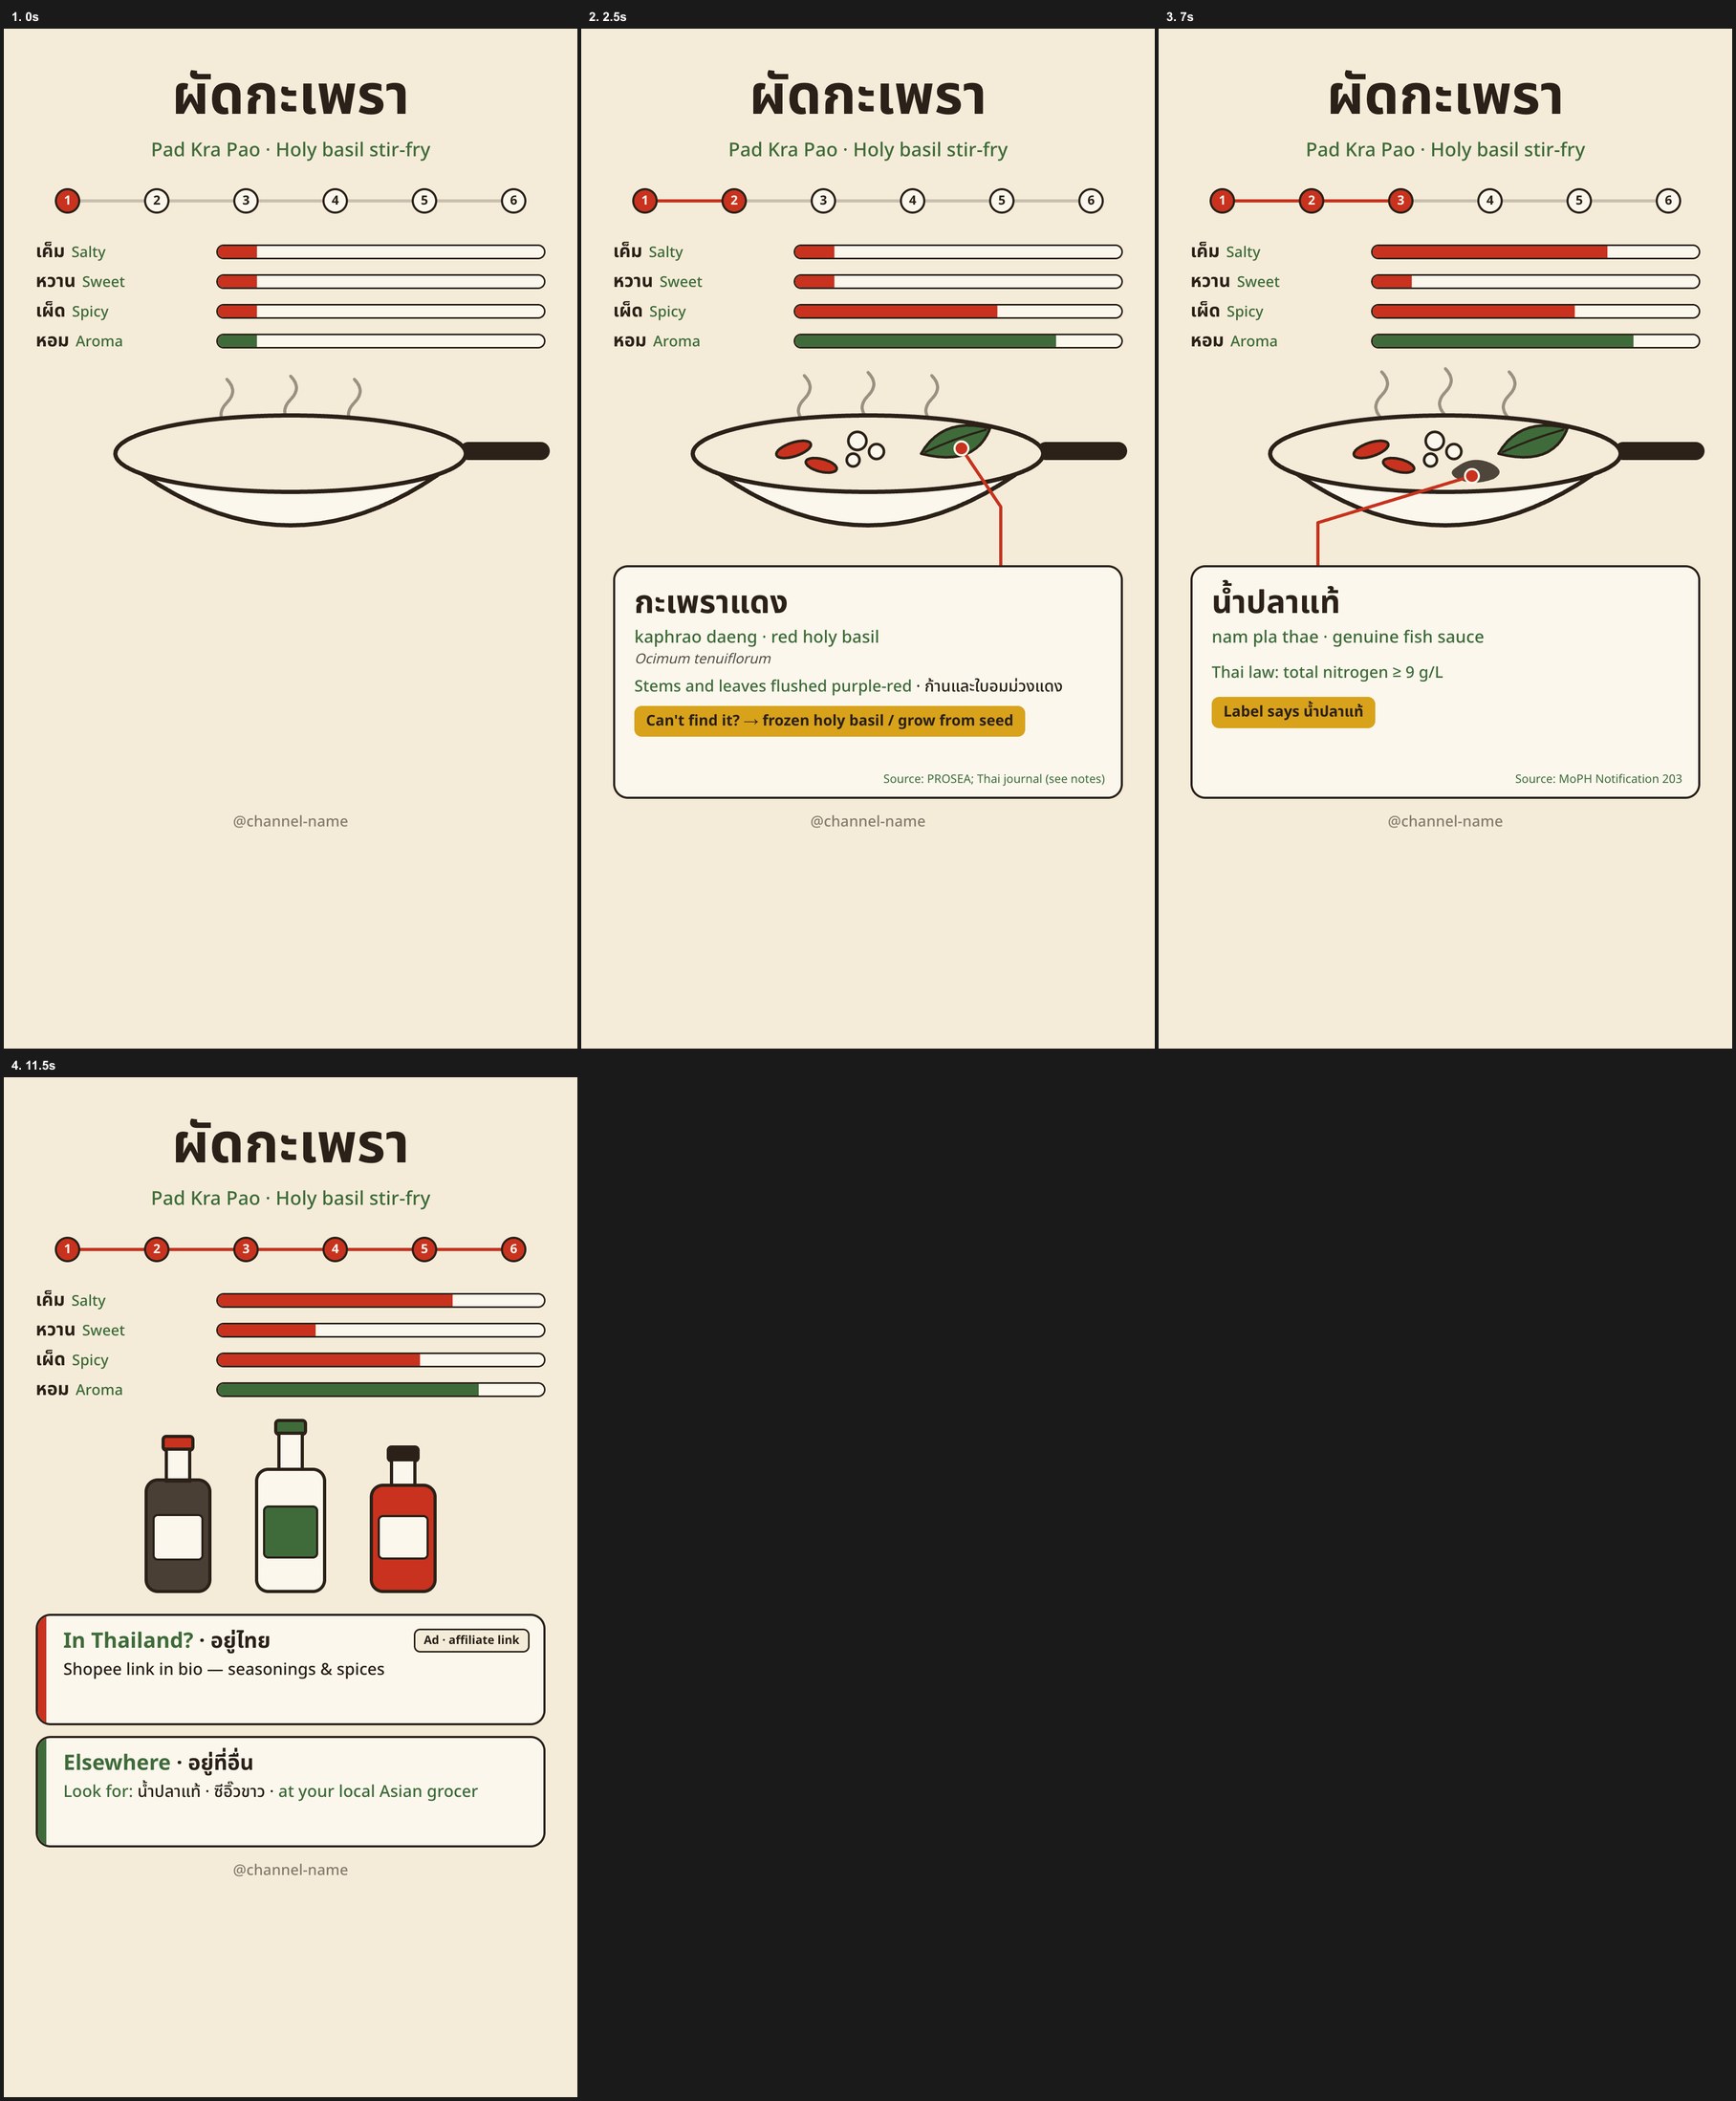 1. 0s
ผัดกะเพรา
Pad Kra Pao · Holy basil stir-fry
1 2 3 4 5 6
เค็ม Salty
หวาน Sweet
เผ็ด Spicy
หอม Aroma
2. 2.5s
ผัดกะเพรา
Pad Kra Pao · Holy basil stir-fry
1 2 3 4 5 6
เค็ม Salty
หวาน Sweet
เผ็ด Spicy
หอม Aroma
กะเพราแดง
kaphrao daeng · red holy basil
Ocimum tenuiflorum
Stems and leaves flushed purple-red · ก้านและใบอมม่วงแดง
Can't find it? → frozen holy basil / grow from seed
Source: PROSEA; Thai journal (see notes)
@channel-name
3. 7s
ผัดกะเพรา
Pad Kra Pao · Holy basil stir-fry
1 2 3 4 5 6
เค็ม Salty
หวาน Sweet
เผ็ด Spicy
หอม Aroma
น้ำปลาแท้
nam pla thae · genuine fish sauce
Thai law: total nitrogen ≥ 9 g/L
Label says น้ำปลาแท้
Source: MoPH Notification 203
@channel-name
@channel-name
4. 11.5s
ผัดกะเพรา
Pad Kra Pao · Holy basil stir-fry
1 2 3 4 5 6
เค็ม Salty
หวาน Sweet
เผ็ด Spicy
หอม Aroma
In Thailand? · อยู่ไทย
Ad · affiliate link
Shopee link in bio — seasonings & spices
Elsewhere · อยู่ที่อื่น
Look for: น้ำปลาแท้ · ซีอิ๊วขาว · at your local Asian grocer
@channel-name